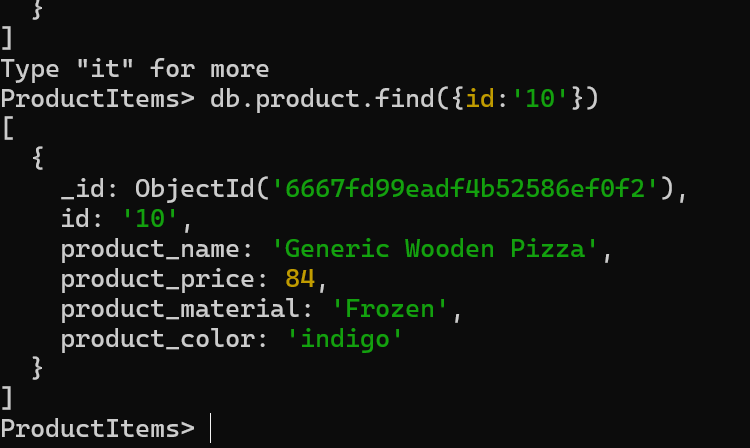 }
]
Type "it" for more
ProductItems> db.product.find({id:'10'})
[
{
_id: ObjectId('6667fd99eadf4b52586ef0f2'),
id: '10',
product_name: 'Generic Wooden Pizza',
product_price: 84,
product_material: 'Frozen',
product_color: 'indigo'
}
]
ProductItems>